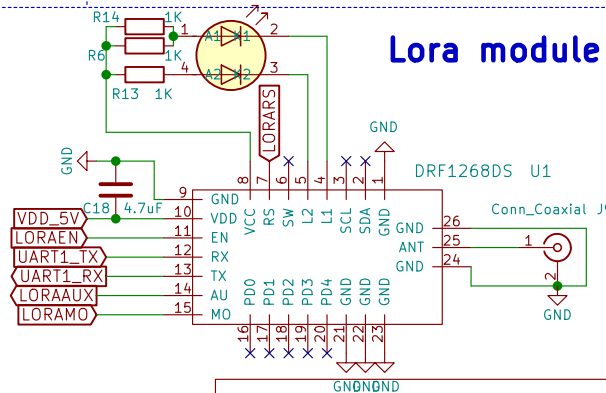 R14 1K
1 A1 K1 2
R6 1K
4 A2 K2 3
R13 1K
Lora module
LORARS
GND
GND
DRF1268DS U1
8 7 6 5 4 3 2 1
VCC RS SW L2 L1 SCL SDA GND
C18 4.7uF
9 GND
VDD_5V 10 VDD
LORAEN 11 EN
UART1_TX 12 RX
UART1_RX 13 TX
LORAAUX 14 AU
LORAMO 15 MO
GND 26
ANT 25
GND 24
Conn_Coaxial
1
2
GND
PD0 PD1 PD2 PD3 PD4 GND GND GND
16 17 18 19 20 21 22 23
GND GND GND